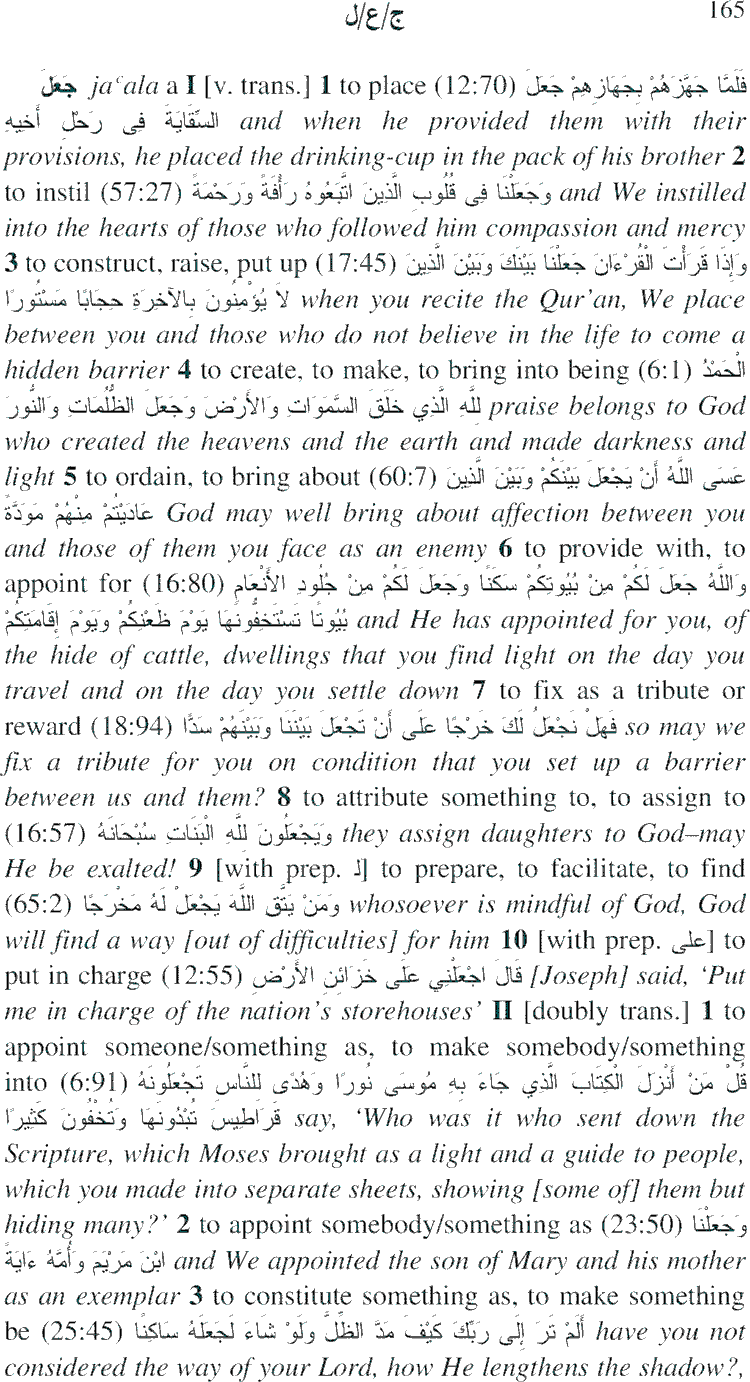 ج/ع/ل 165
جَعَلَ jaʿala a I [v. trans.] 1 to place (12:70) فَلَمَّا جَهَّزَهُمْ بِجَهَازِهِمْ جَعَلَ
السِّقَايَةَ فِى رَحْلِ أَخِيهِ and when he provided them with their
provisions, he placed the drinking-cup in the pack of his brother 2
to instil (57:27) وَجَعَلْنَا فِى قُلُوبِ الَّذِينَ اتَّبَعُوهُ رَأْفَةً وَرَحْمَةً and We instilled
into the hearts of those who followed him compassion and mercy
3 to construct, raise, put up (17:45) وَإِذَا قَرَأْتَ الْقُرْءَانَ جَعَلْنَا بَيْنَكَ وَبَيْنَ الَّذِينَ
لاَ يُؤْمِنُونَ بِالآخِرَةِ حِجَابًا مَسْتُورًا when you recite the Qur'an, We place
between you and those who do not believe in the life to come a
hidden barrier 4 to create, to make, to bring into being (6:1) الْحَمْدُ
لِلَّهِ الَّذِي خَلَقَ السَّمَوَاتِ وَالأَرْضَ وَجَعَلَ الظُّلُمَاتِ وَالنُّورَ praise belongs to God
who created the heavens and the earth and made darkness and
light 5 to ordain, to bring about (60:7) عَسَى اللَّهُ أَنْ يَجْعَلَ بَيْنَكُمْ وَبَيْنَ الَّذِينَ
عَادَيْتُمْ مِنْهُمْ مَوَدَّةً God may well bring about affection between you
and those of them you face as an enemy 6 to provide with, to
appoint for (16:80) وَاللَّهُ جَعَلَ لَكُمْ مِنْ بُيُوتِكُمْ سَكَنًا وَجَعَلَ لَكُمْ مِنْ جُلُودِ الأَنْعَامِ
بُيُوتًا تَسْتَخِفُّونَهَا يَوْمَ ظَعْنِكُمْ وَيَوْمَ إِقَامَتِكُمْ and He has appointed for you, of
the hide of cattle, dwellings that you find light on the day you
travel and on the day you settle down 7 to fix as a tribute or
reward (18:94) فَهَلْ نَجْعَلُ لَكَ خَرْجًا عَلَى أَنْ تَجْعَلَ بَيْنَنَا وَبَيْنَهُمْ سَدًّا so may we
fix a tribute for you on condition that you set up a barrier
between us and them? 8 to attribute something to, to assign to
(16:57) وَيَجْعَلُونَ لِلَّهِ الْبَنَاتِ سُبْحَانَهُ they assign daughters to God–may
He be exalted! 9 [with prep. لـ] to prepare, to facilitate, to find
(65:2) وَمَنْ يَتَّقِ اللَّهَ يَجْعَلْ لَهُ مَخْرَجًا whosoever is mindful of God, God
will find a way [out of difficulties] for him 10 [with prep. على] to
put in charge (12:55) قَالَ اجْعَلْنِي عَلَى خَزَائِنِ الأَرْضِ [Joseph] said, ‘Put
me in charge of the nation’s storehouses’ II [doubly trans.] 1 to
appoint someone/something as, to make somebody/something
into (6:91) قُلْ مَنْ أَنْزَلَ الْكِتَابَ الَّذِي جَاءَ بِهِ مُوسَى نُورًا وَهُدًى لِلنَّاسِ تَجْعَلُونَهُ
قَرَاطِيسَ تُبْدُونَهَا وَتُخْفُونَ كَثِيرًا say, ‘Who was it who sent down the
Scripture, which Moses brought as a light and a guide to people,
which you made into separate sheets, showing [some of] them but
hiding many?’ 2 to appoint somebody/something as (23:50) وَجَعَلْنَا
ابْنَ مَرْيَمَ وَأُمَّهُ ءَايَةً and We appointed the son of Mary and his mother
as an exemplar 3 to constitute something as, to make something
be (25:45) أَلَمْ تَرَ إِلَى رَبِّكَ كَيْفَ مَدَّ الظِّلَّ وَلَوْ شَاءَ لَجَعَلَهُ سَاكِنًا have you not
considered the way of your Lord, how He lengthens the shadow?,